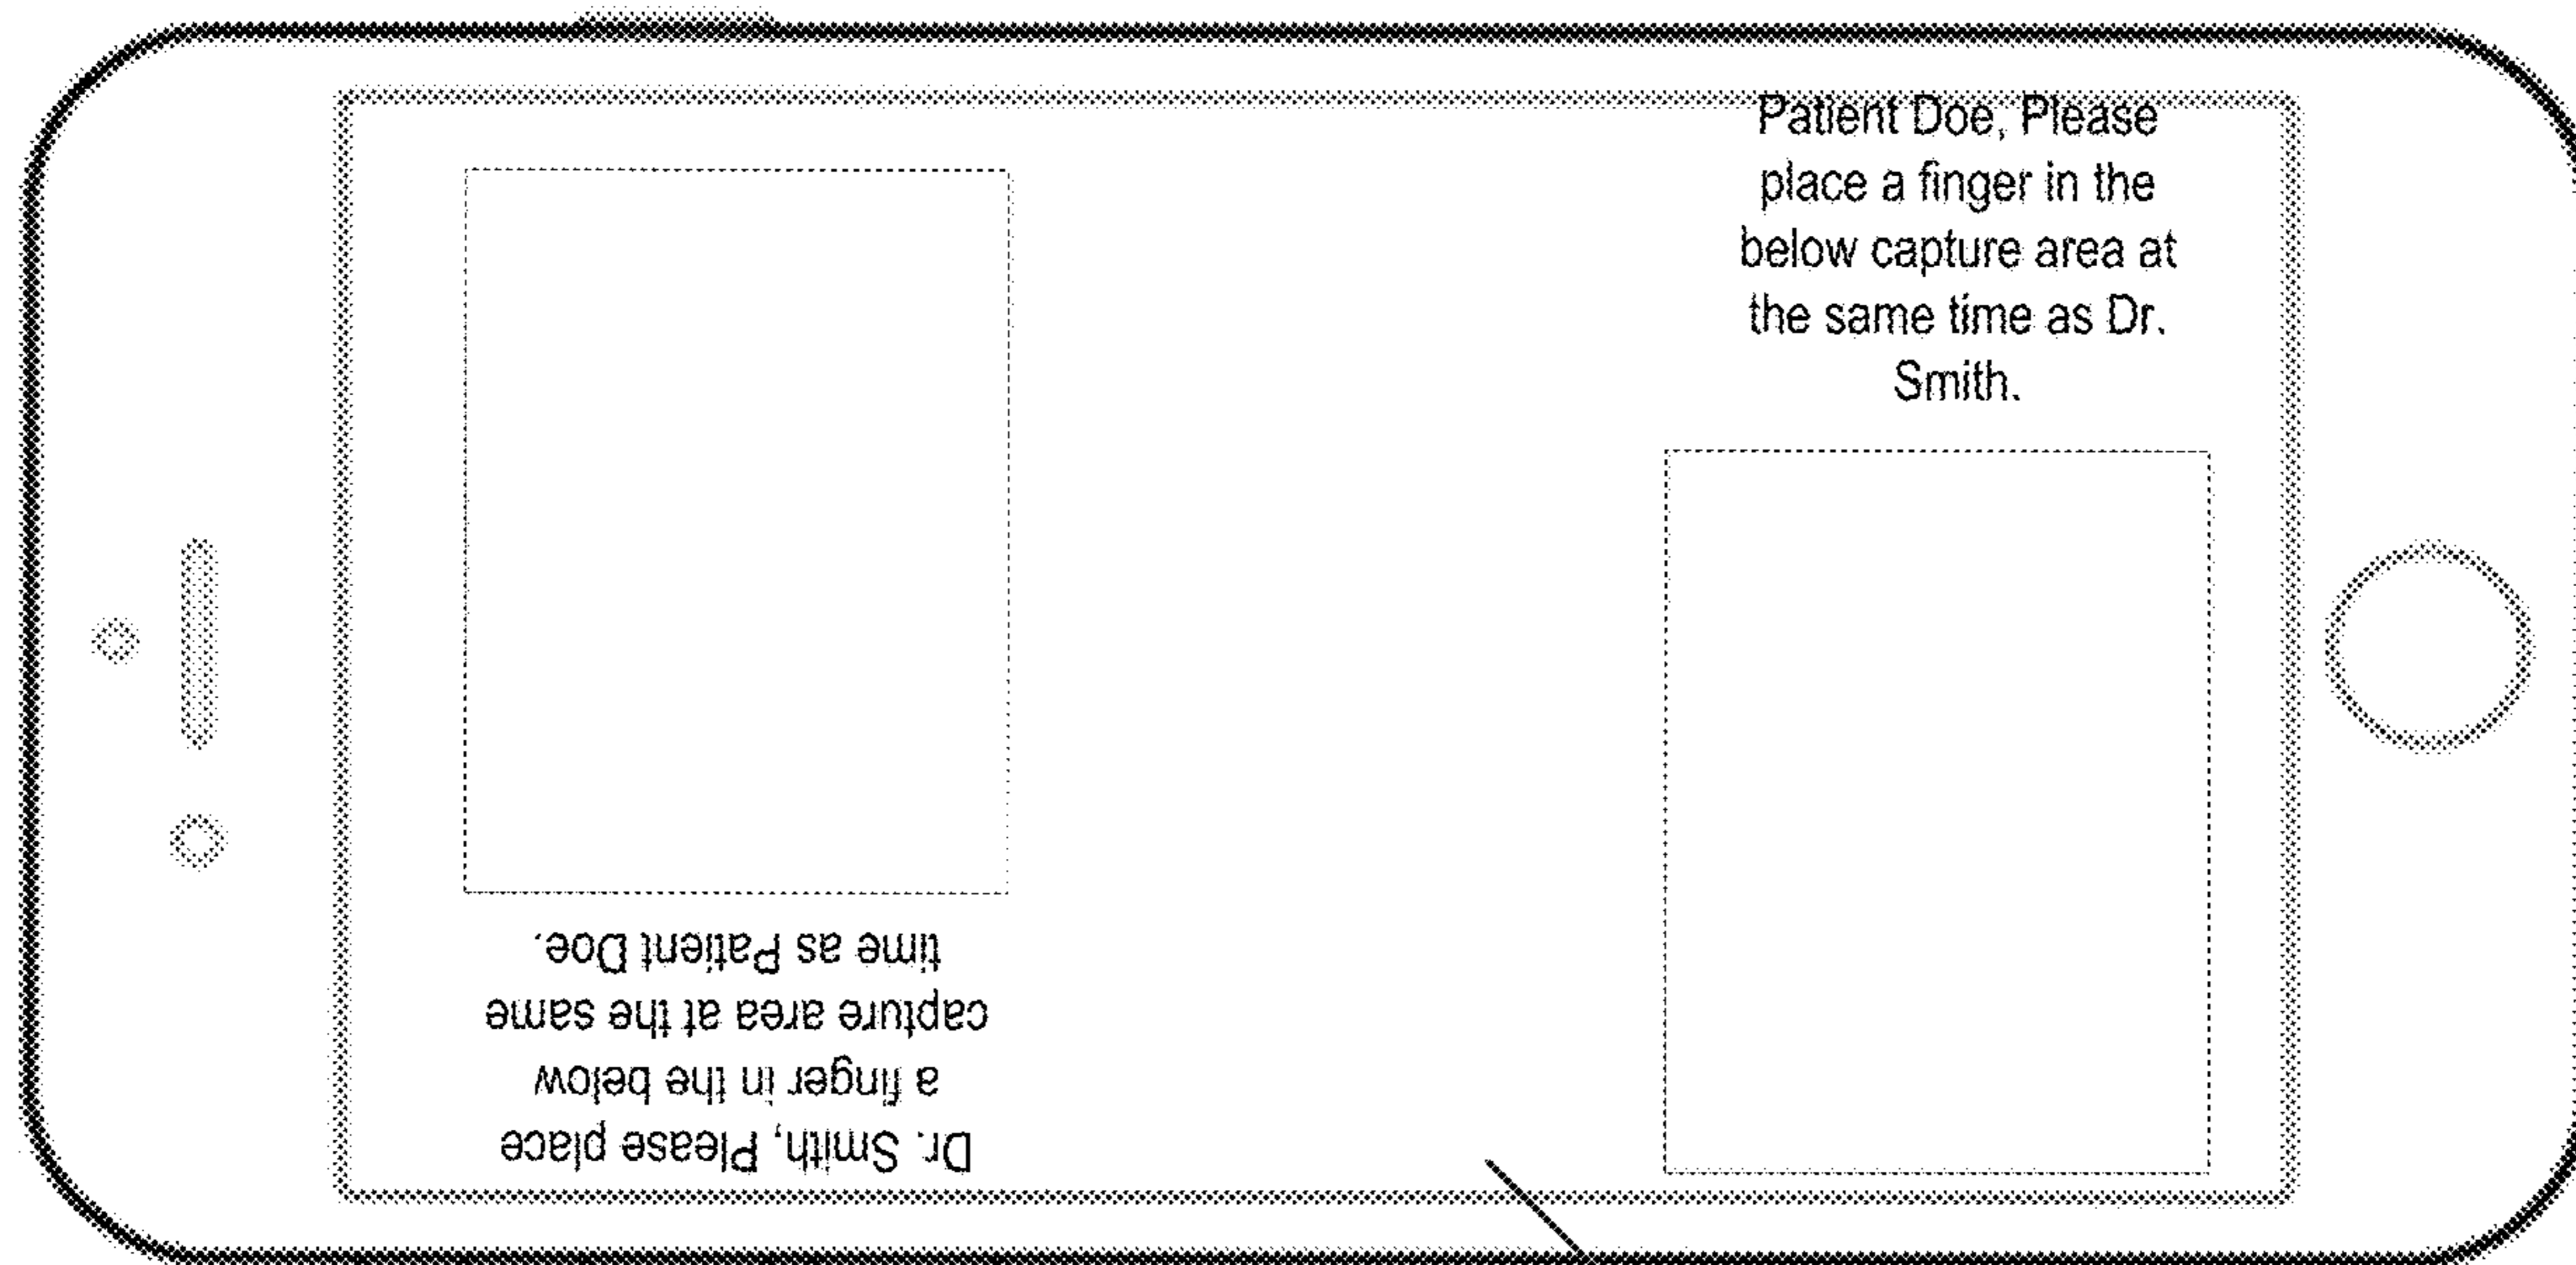 Patient Doe, Please
place a finger in the
below capture area at
the same time as Dr.
Smith.
Dr. Smith, Please place
a finger in the below
capture area at the same
time as Patient Doe.